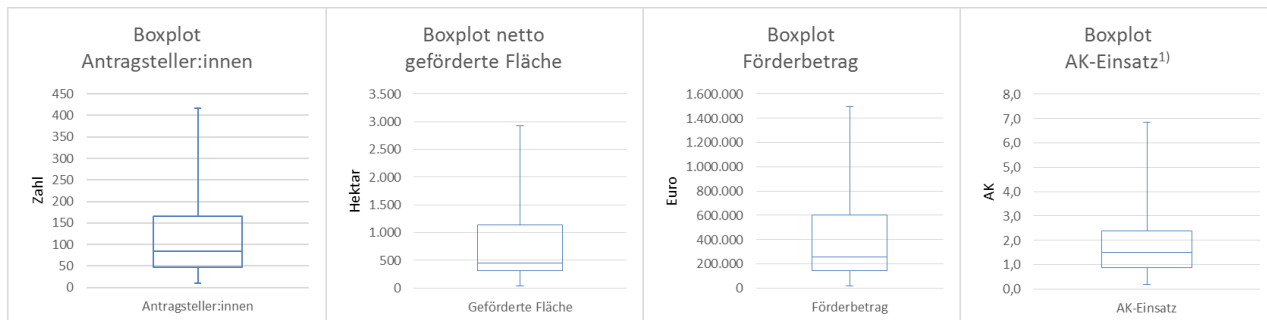 Boxplot
Antragsteller:innen
450
400
350
300
250
200
150
100
50
0
Zahl
Antragsteller:innen
Boxplot netto
geförderte Fläche
3.500
3.000
2.500
2.000
1.500
1.000
500
0
Hektar
Geförderte Fläche
Boxplot
Förderbetrag
1.600.000
1.400.000
1.200.000
1.000.000
800.000
600.000
400.000
200.000
0
Euro
Förderbetrag
Boxplot
AK-Einsatz¹⁾
8,0
7,0
6,0
5,0
4,0
3,0
2,0
1,0
0,0
AK
AK-Einsatz